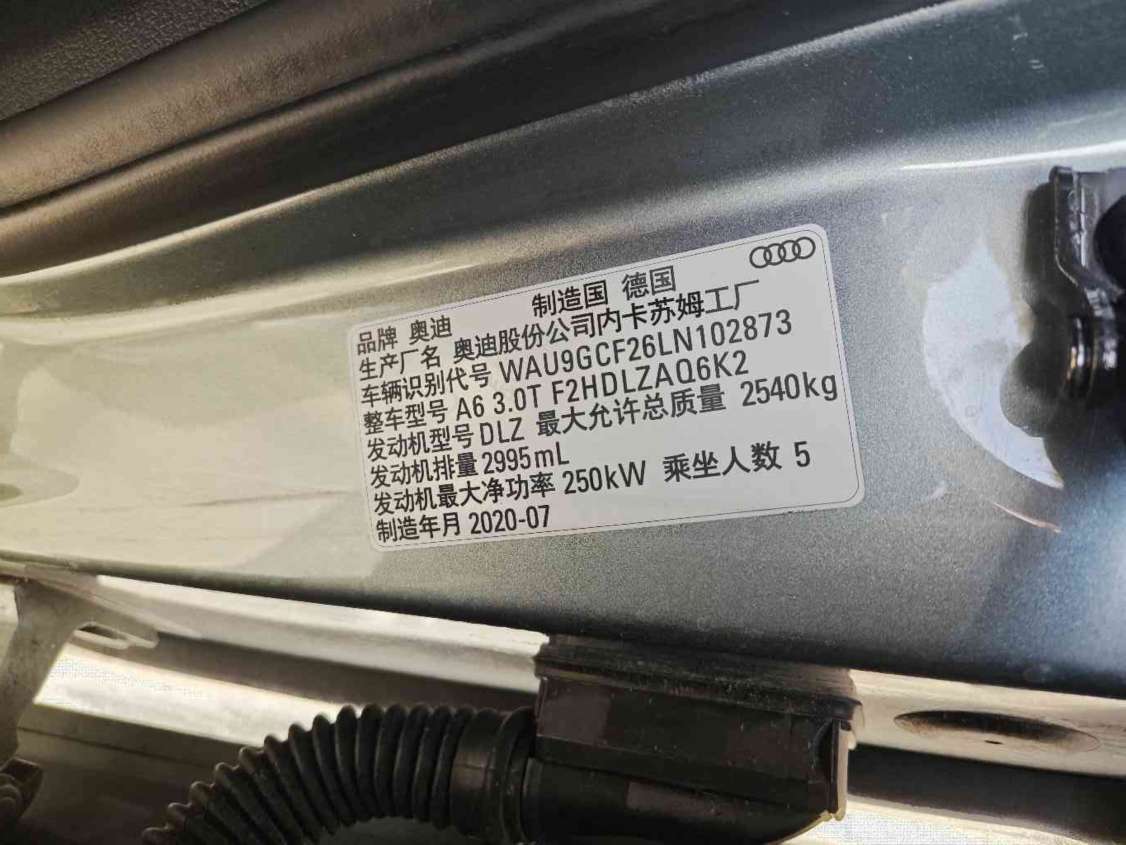 制造国 德国
品牌 奥迪
生产厂名 奥迪股份公司内卡苏姆工厂
车辆识别代号 WAU9GCF26LN102873
整车型号 A6 3.0T F2HDLZAQ6K2
发动机型号 DLZ 最大允许总质量 2540kg
发动机排量 2995mL
发动机最大净功率 250kW 乘坐人数 5
制造年月 2020-07